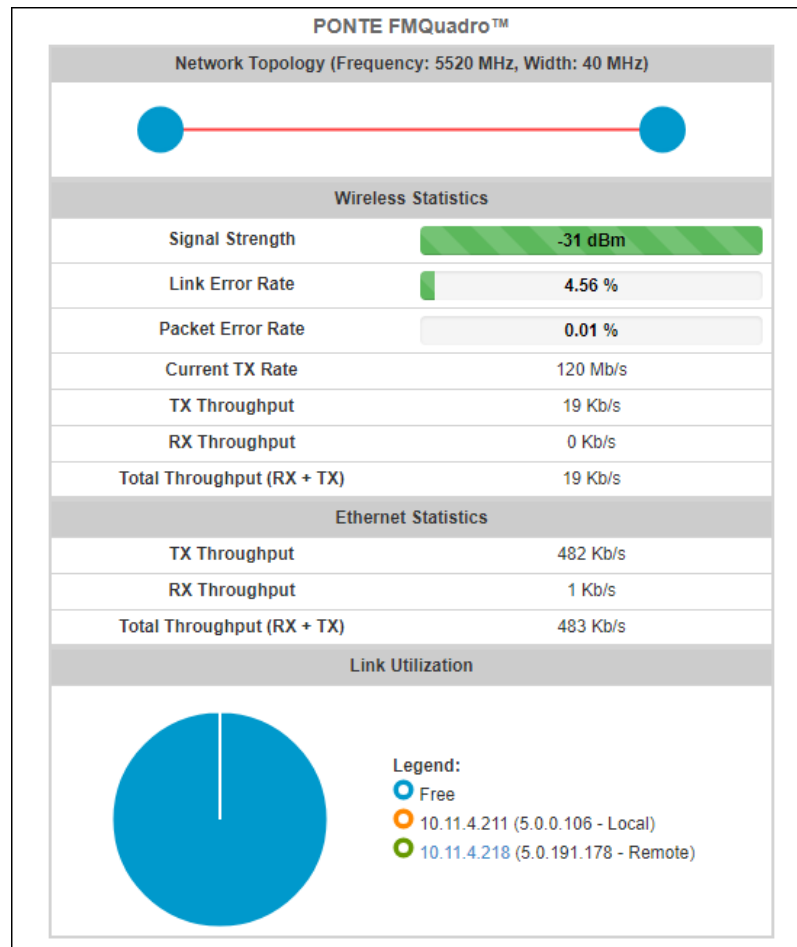 PONTE FMQuadro™
Network Topology (Frequency: 5520 MHz, Width: 40 MHz)
Wireless Statistics
Signal Strength -31 dBm
Link Error Rate 4.56 %
Packet Error Rate 0.01 %
Current TX Rate 120 Mb/s
TX Throughput 19 Kb/s
RX Throughput 0 Kb/s
Total Throughput (RX + TX) 19 Kb/s
Ethernet Statistics
TX Throughput 482 Kb/s
RX Throughput 1 Kb/s
Total Throughput (RX + TX) 483 Kb/s
Link Utilization
Legend:
Free
10.11.4.211 (5.0.0.106 - Local)
10.11.4.218 (5.0.191.178 - Remote)